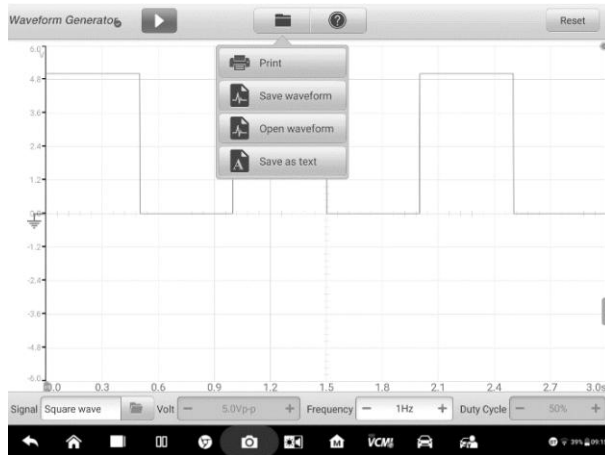 Waveform Generator
Reset
6.0
V
Print
4.8
Save waveform
3.6
Open waveform
2.4
Save as text
1.2
0.0
-1.2
-2.4
-3.6
-4.8
-6.0
0.0 0.3 0.6 0.9 1.2 1.5 1.8 2.1 2.4 2.7 3.0s
Signal Square wave Volt − 5.0Vp-p + Frequency − 1Hz + Duty Cycle − 50% +
VCMI 39% 09:1